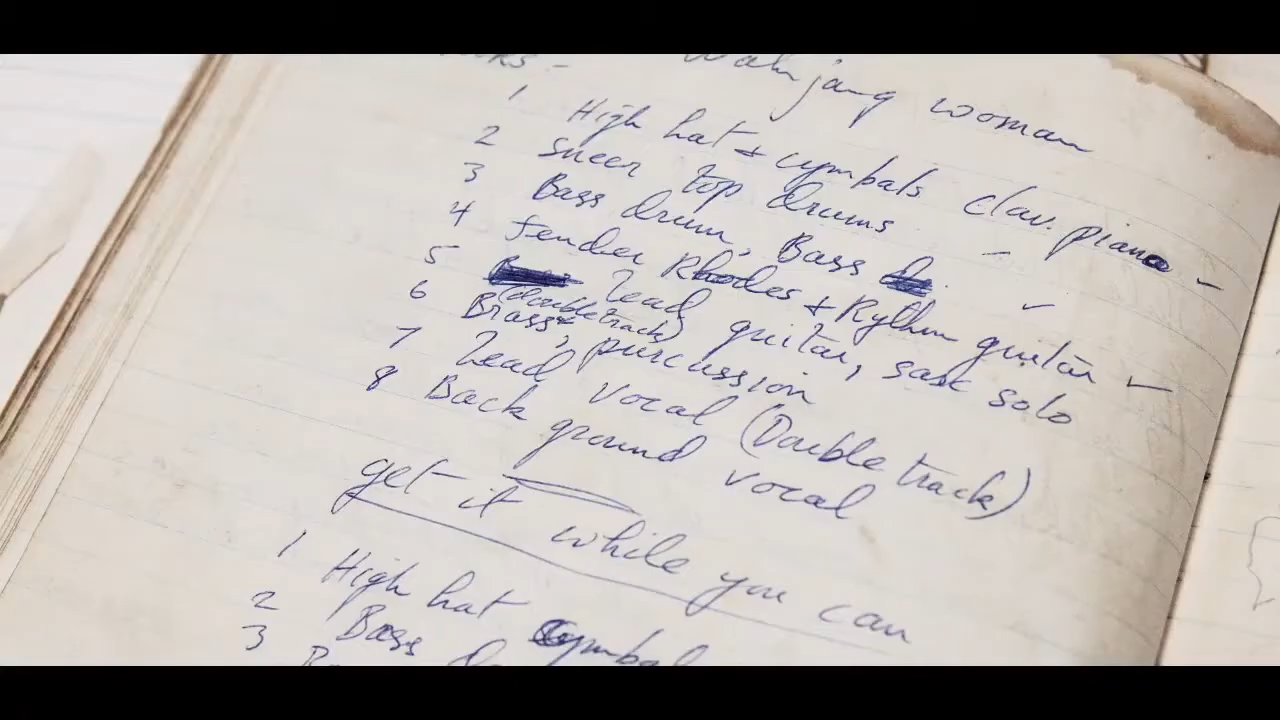 woman
1 High hat & cymbals clav. piano
2 Sneer top drums
3 Bass drum, Bass
4 Fender Rhodes & Rythm guitar
5 Lead guitar, sax solo
(double track)
6 Brass & purcussion
7 Lead vocal (Double track)
8 Back ground vocal
get it while you can
1 High hat Cymbal
2 Bass
3